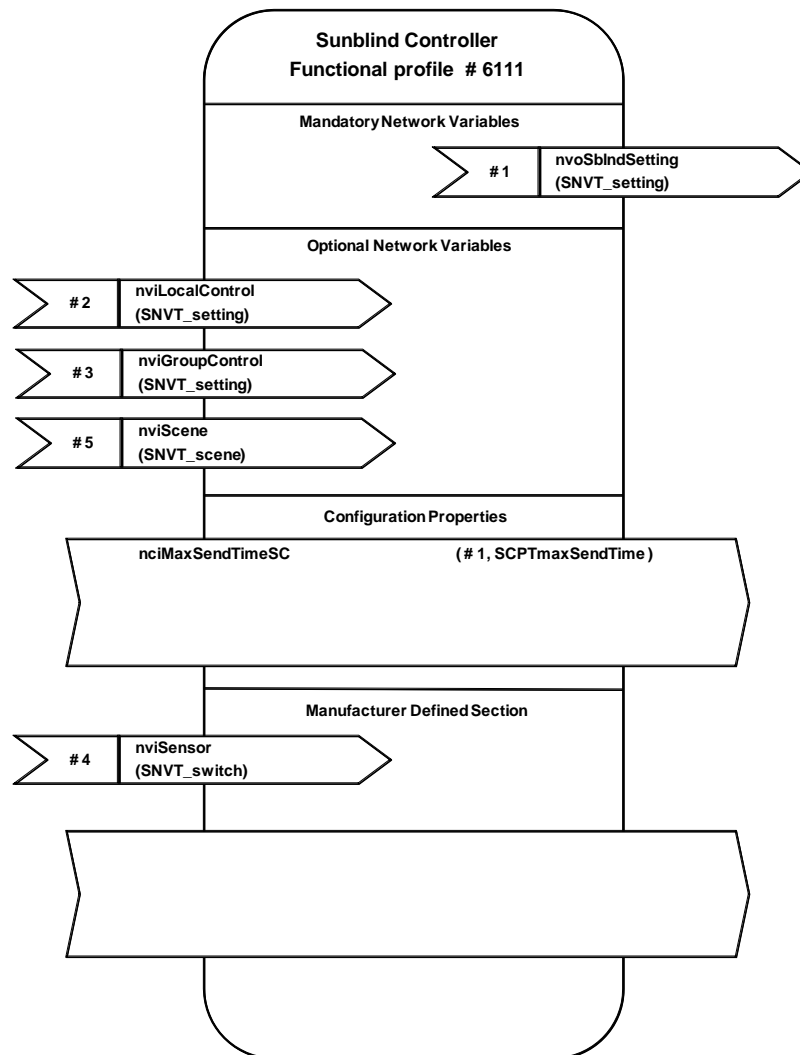 Sunblind Controller
Functional profile # 6111
Mandatory Network Variables
# 1
nvoSblndSetting
(SNVT_setting)
Optional Network Variables
# 2
nviLocalControl
(SNVT_setting)
# 3
nviGroupControl
(SNVT_setting)
# 5
nviScene
(SNVT_scene)
Configuration Properties
nciMaxSendTimeSC (# 1, SCPTmaxSendTime)
Manufacturer Defined Section
# 4
nviSensor
(SNVT_switch)